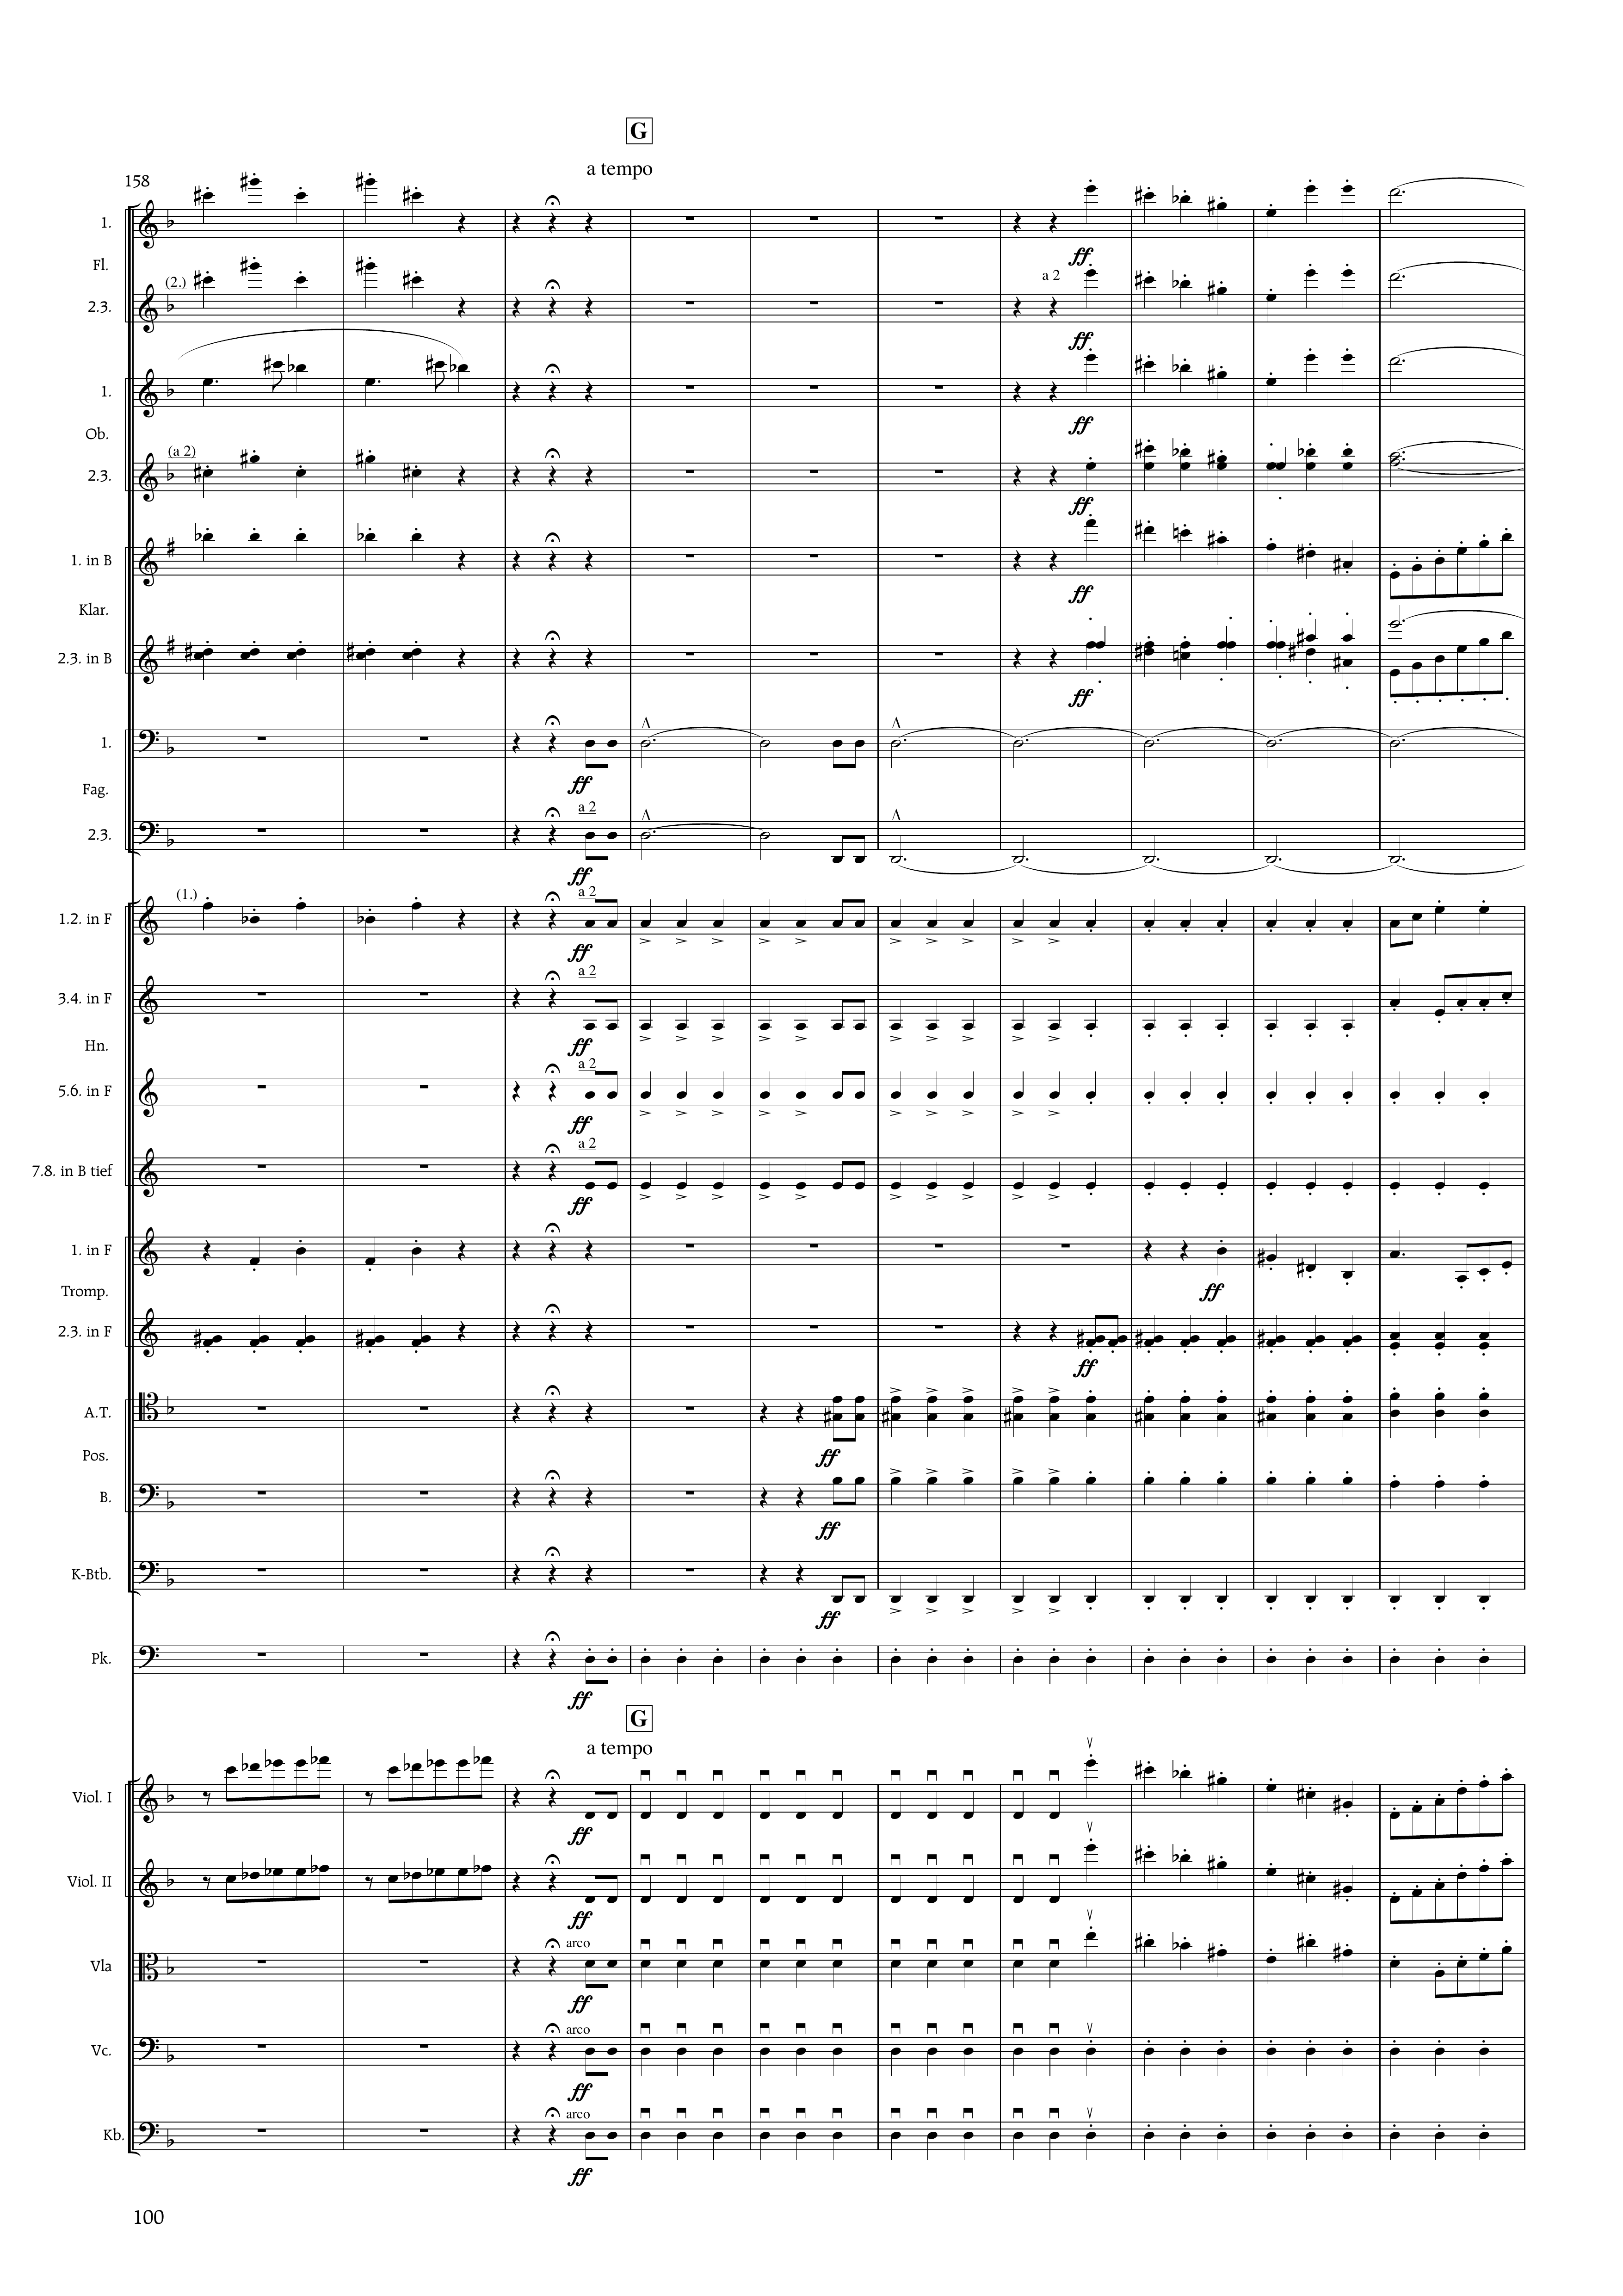 G
a tempo
158
1.
Fl.
(2.)
2.3.
a 2
ff
ff
1.
ff
Ob.
(a 2)
2.3.
ff
1. in B
ff
Klar.
2.3. in B
ff
1.
ff
Fag.
a 2
2.3.
ff
(1.)
a 2
1.2. in F
ff
a 2
3.4. in F
ff
Hn.
a 2
5.6. in F
ff
a 2
7.8. in B tief
ff
1. in F
ff
Tromp.
2.3. in F
ff
A.T.
ff
Pos.
B.
ff
K-Btb.
ff
Pk.
ff
G
a tempo
Viol. I
ff
Viol. II
ff
arco
Vla
ff
arco
Vc.
ff
arco
Kb.
ff
100